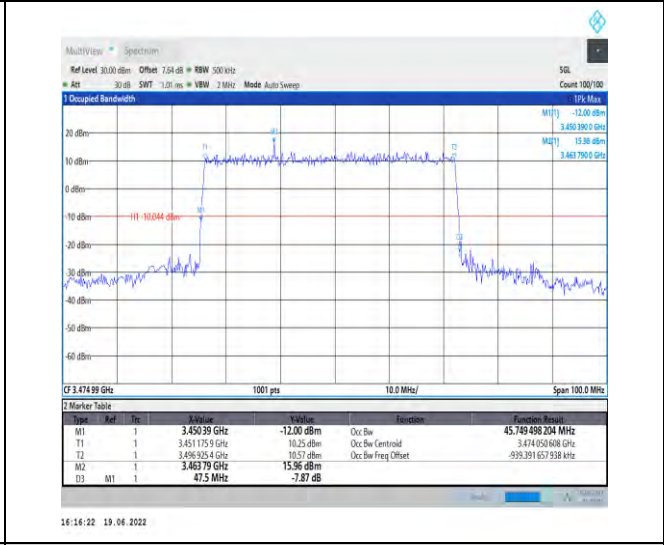 MultiView Spectrum
Ref Level 30.00 dBm Offset 7.64 dB RBW 500 kHz SGL
Att 30 dB SWT 1.01 ms VBW 2 MHz Mode Auto Sweep Count 100/100
1 Occupied Bandwidth 1Pk Max
M1[1] -12.00 dBm
3.450 390 0 GHz
20 dBm
M2[1] 15.98 dBm
T1 T2
10 dBm 3.463 790 0 GHz
0 dBm
M1
-10 dBm H1 -10.044 dBm
-20 dBm
-30 dBm
-40 dBm
-50 dBm
-60 dBm
CF 3.474 99 GHz 1001 pts 10.0 MHz/ Span 100.0 MHz
2 Marker Table
Type Ref Trc X-Value Y-Value Function Function Result
M1 1 3.450 39 GHz -12.00 dBm Occ Bw 45.749 498 204 MHz
T1 1 3.451 175 9 GHz 10.25 dBm Occ Bw Centroid 3.474 050 608 GHz
T2 1 3.496 925 4 GHz 10.57 dBm Occ Bw Freq Offset -939.391 657 938 kHz
M2 1 3.463 79 GHz 15.96 dBm
D3 M1 1 47.5 MHz -7.87 dB
16:16:22 19.06.2022